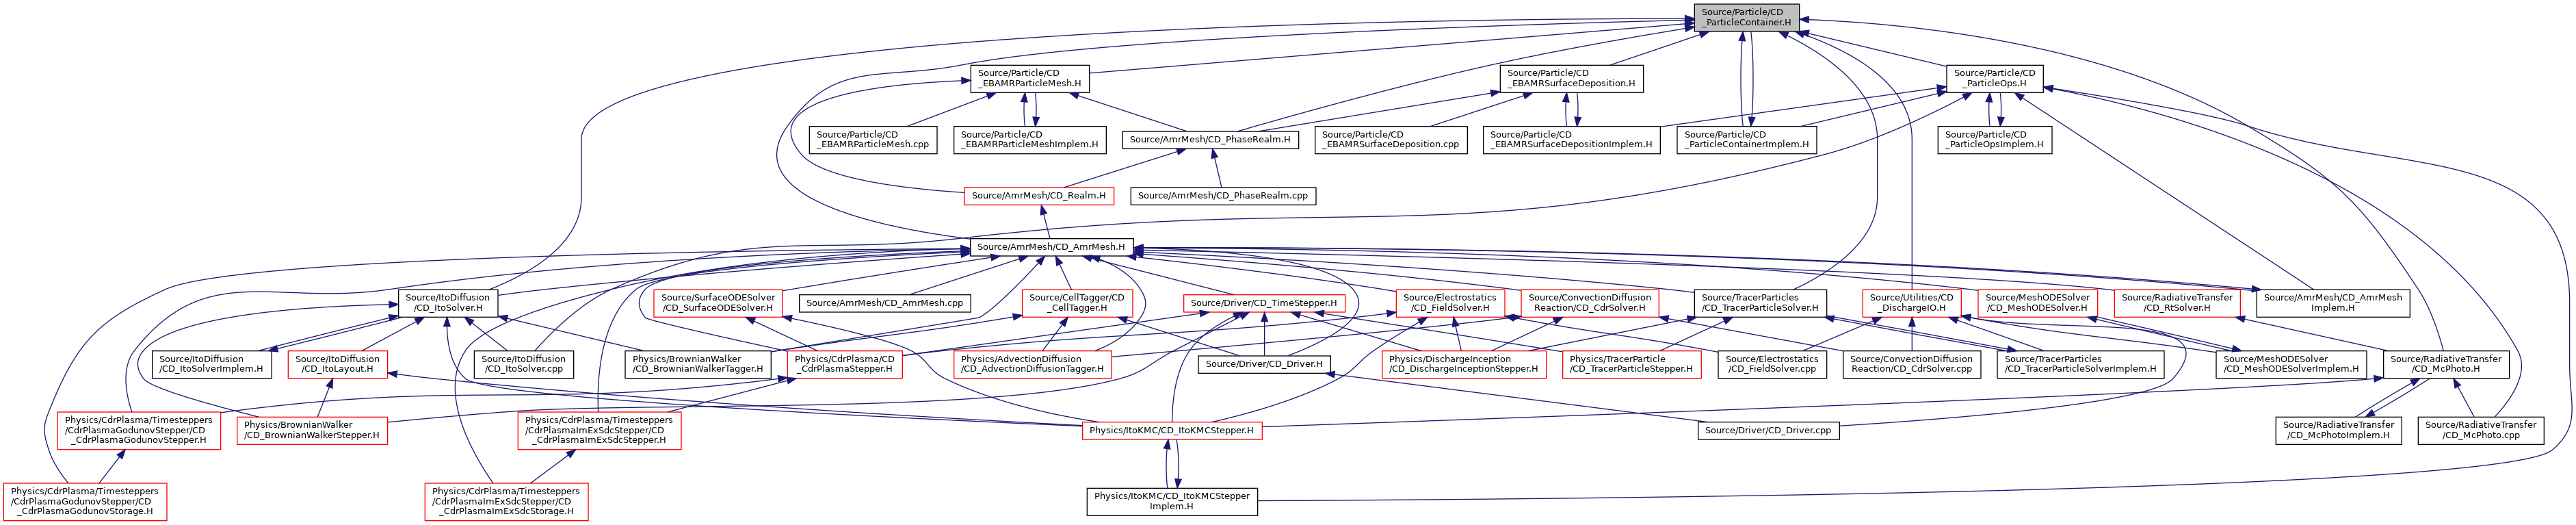 Source/Particle/CD
_ParticleContainer.H
Source/Particle/CD
_EBAMRParticleMesh.H
Source/Particle/CD
_EBAMRSurfaceDeposition.H
Source/Particle/CD
_ParticleOps.H
Source/Particle/CD
_EBAMRParticleMesh.cpp
Source/Particle/CD
_EBAMRParticleMeshImplem.H
Source/AmrMesh/CD_PhaseRealm.H
Source/Particle/CD
_EBAMRSurfaceDeposition.cpp
Source/Particle/CD
_EBAMRSurfaceDepositionImplem.H
Source/Particle/CD
_ParticleContainerImplem.H
Source/Particle/CD
_ParticleOpsImplem.H
Source/AmrMesh/CD_Realm.H
Source/AmrMesh/CD_PhaseRealm.cpp
Source/AmrMesh/CD_AmrMesh.H
Source/ItoDiffusion
/CD_ItoSolver.H
Source/SurfaceODESolver
/CD_SurfaceODESolver.H
Source/AmrMesh/CD_AmrMesh.cpp
Source/CellTagger/CD
_CellTagger.H
Source/Driver/CD_TimeStepper.H
Source/Electrostatics
/CD_FieldSolver.H
Source/ConvectionDiffusion
Reaction/CD_CdrSolver.H
Source/TracerParticles
/CD_TracerParticleSolver.H
Source/Utilities/CD
_DischargeIO.H
Source/MeshODESolver
/CD_MeshODESolver.H
Source/RadiativeTransfer
/CD_RtSolver.H
Source/AmrMesh/CD_AmrMesh
Implem.H
Source/ItoDiffusion
/CD_ItoSolverImplem.H
Source/ItoDiffusion
/CD_ItoLayout.H
Source/ItoDiffusion
/CD_ItoSolver.cpp
Physics/BrownianWalker
/CD_BrownianWalkerTagger.H
Physics/CdrPlasma/CD
_CdrPlasmaStepper.H
Physics/AdvectionDiffusion
/CD_AdvectionDiffusionTagger.H
Source/Driver/CD_Driver.H
Physics/DischargeInception
/CD_DischargeInceptionStepper.H
Physics/TracerParticle
/CD_TracerParticleStepper.H
Source/Electrostatics
/CD_FieldSolver.cpp
Source/ConvectionDiffusion
Reaction/CD_CdrSolver.cpp
Source/TracerParticles
/CD_TracerParticleSolverImplem.H
Source/MeshODESolver
/CD_MeshODESolverImplem.H
Source/RadiativeTransfer
/CD_McPhoto.H
Physics/CdrPlasma/Timesteppers
/CdrPlasmaGodunovStepper/CD
_CdrPlasmaGodunovStepper.H
Physics/BrownianWalker
/CD_BrownianWalkerStepper.H
Physics/CdrPlasma/Timesteppers
/CdrPlasmaImExSdcStepper/CD
_CdrPlasmaImExSdcStepper.H
Physics/ItoKMC/CD_ItoKMCStepper.H
Source/Driver/CD_Driver.cpp
Source/RadiativeTransfer
/CD_McPhotoImplem.H
Source/RadiativeTransfer
/CD_McPhoto.cpp
Physics/CdrPlasma/Timesteppers
/CdrPlasmaGodunovStepper/CD
_CdrPlasmaGodunovStorage.H
Physics/CdrPlasma/Timesteppers
/CdrPlasmaImExSdcStepper/CD
_CdrPlasmaImExSdcStorage.H
Physics/ItoKMC/CD_ItoKMCStepper
Implem.H